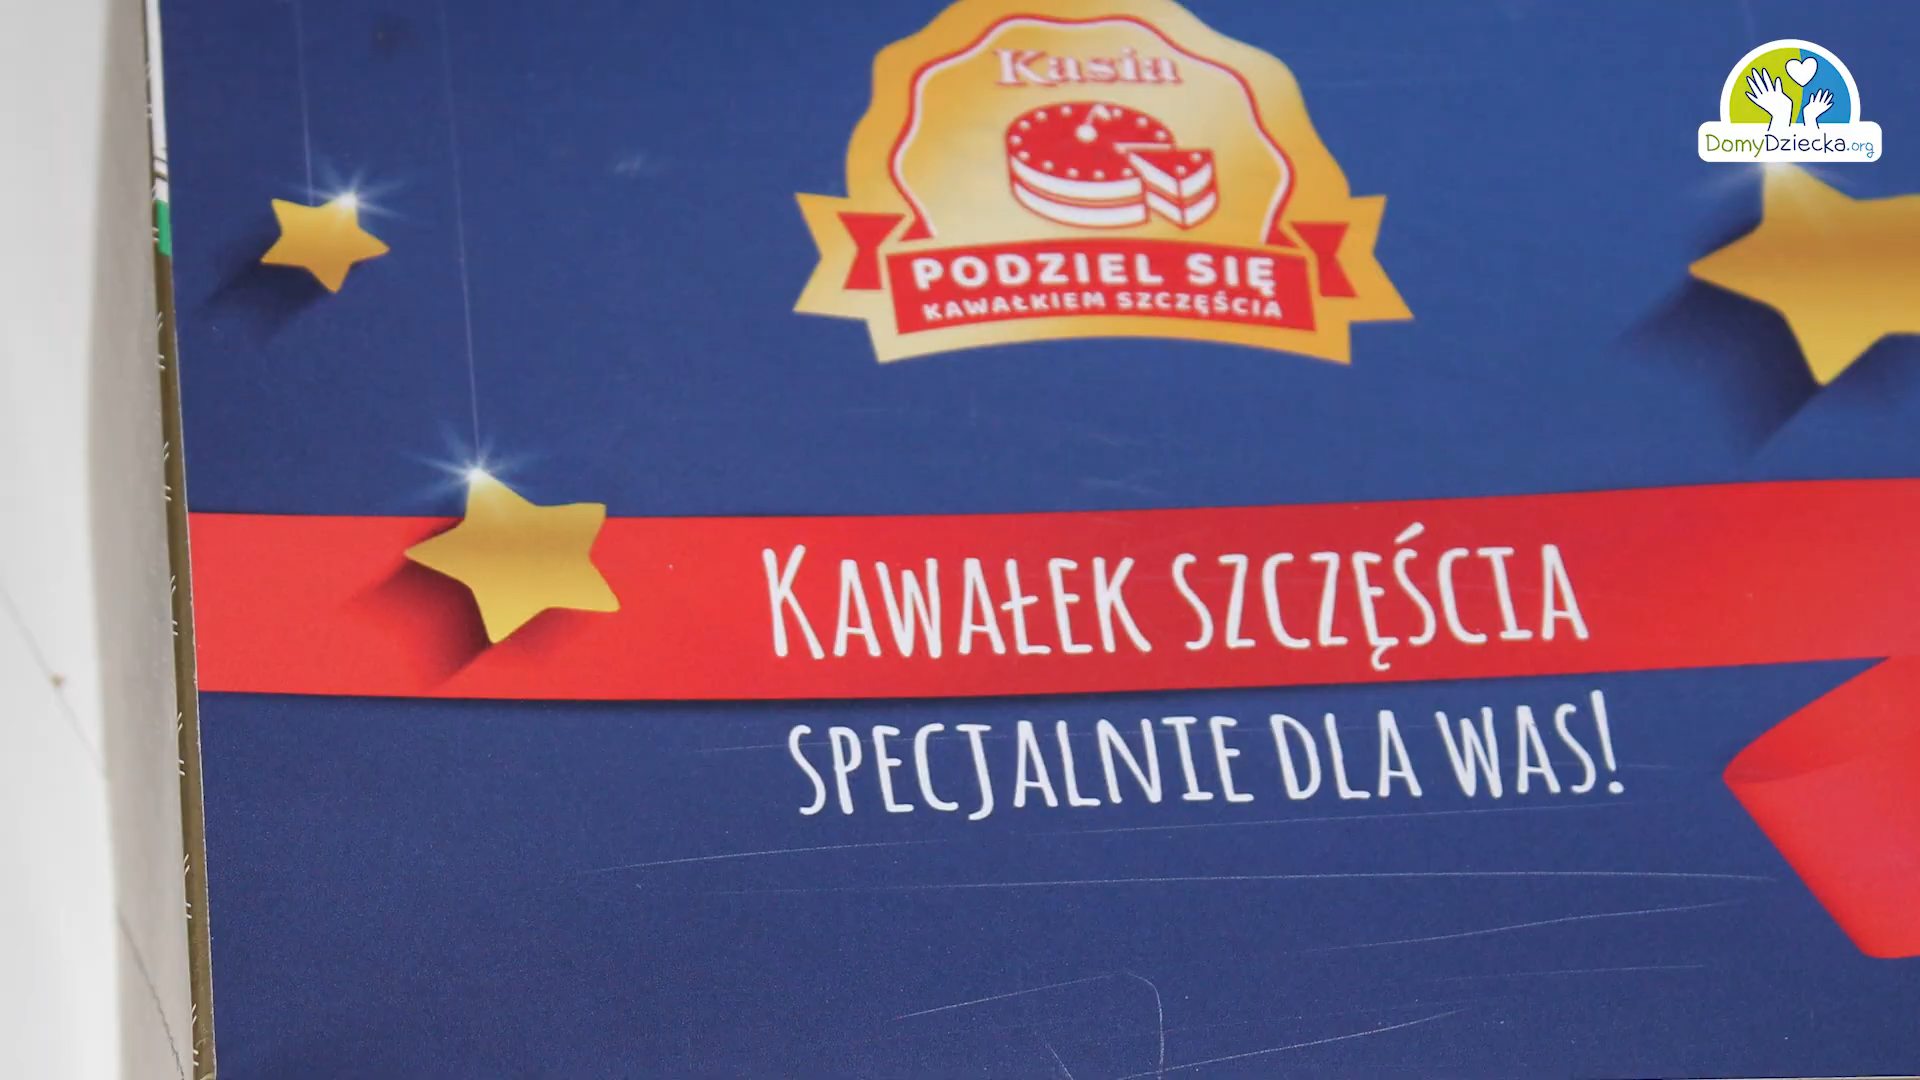 Kasia
PODZIEL SIĘ
KAWAŁKIEM SZCZĘŚCIA
DomyDziecka.org
KAWAŁEK SZCZĘŚCIA
SPECJALNIE DLA WAS!